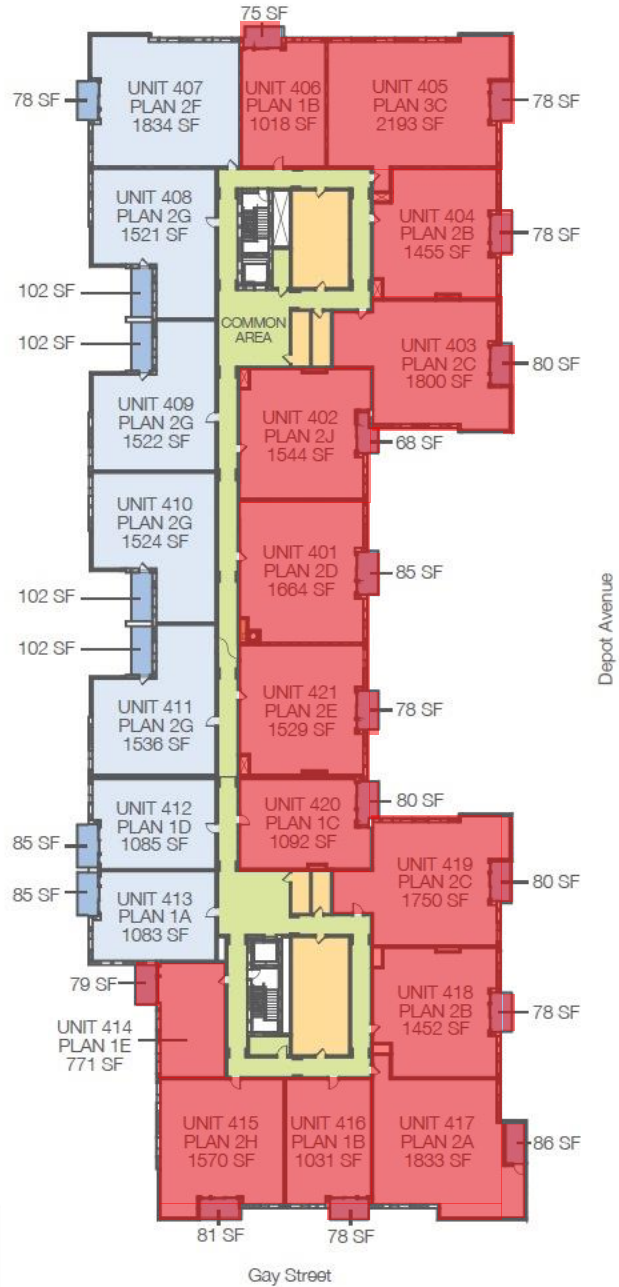 75 SF
UNIT 407
PLAN 2F
1834 SF
UNIT 406
PLAN 1B
1018 SF
UNIT 405
PLAN 3C
2193 SF
78 SF
78 SF
UNIT 408
PLAN 2G
1521 SF
UNIT 404
PLAN 2B
1455 SF
78 SF
102 SF
102 SF
COMMON
AREA
UNIT 403
PLAN 2C
1800 SF
80 SF
UNIT 409
PLAN 2G
1522 SF
UNIT 402
PLAN 2J
1544 SF
68 SF
UNIT 410
PLAN 2G
1524 SF
UNIT 401
PLAN 2D
1664 SF
85 SF
102 SF
102 SF
Depot Avenue
UNIT 411
PLAN 2G
1536 SF
UNIT 421
PLAN 2E
1529 SF
78 SF
UNIT 412
PLAN 1D
1085 SF
UNIT 420
PLAN 1C
1092 SF
80 SF
85 SF
85 SF
UNIT 413
PLAN 1A
1083 SF
UNIT 419
PLAN 2C
1750 SF
80 SF
79 SF
UNIT 414
PLAN 1E
771 SF
UNIT 418
PLAN 2B
1452 SF
78 SF
UNIT 415
PLAN 2H
1570 SF
UNIT 416
PLAN 1B
1031 SF
UNIT 417
PLAN 2A
1833 SF
86 SF
81 SF
78 SF
Gay Street